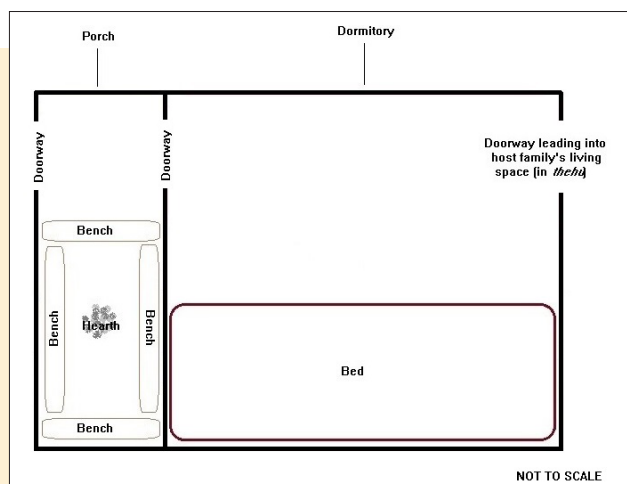 Porch
Dormitory
Doorway
Doorway
Doorway leading into
host family's living
space (in thehu)
Bench
Bench
Hearth
Bench
Bench
Bed
NOT TO SCALE